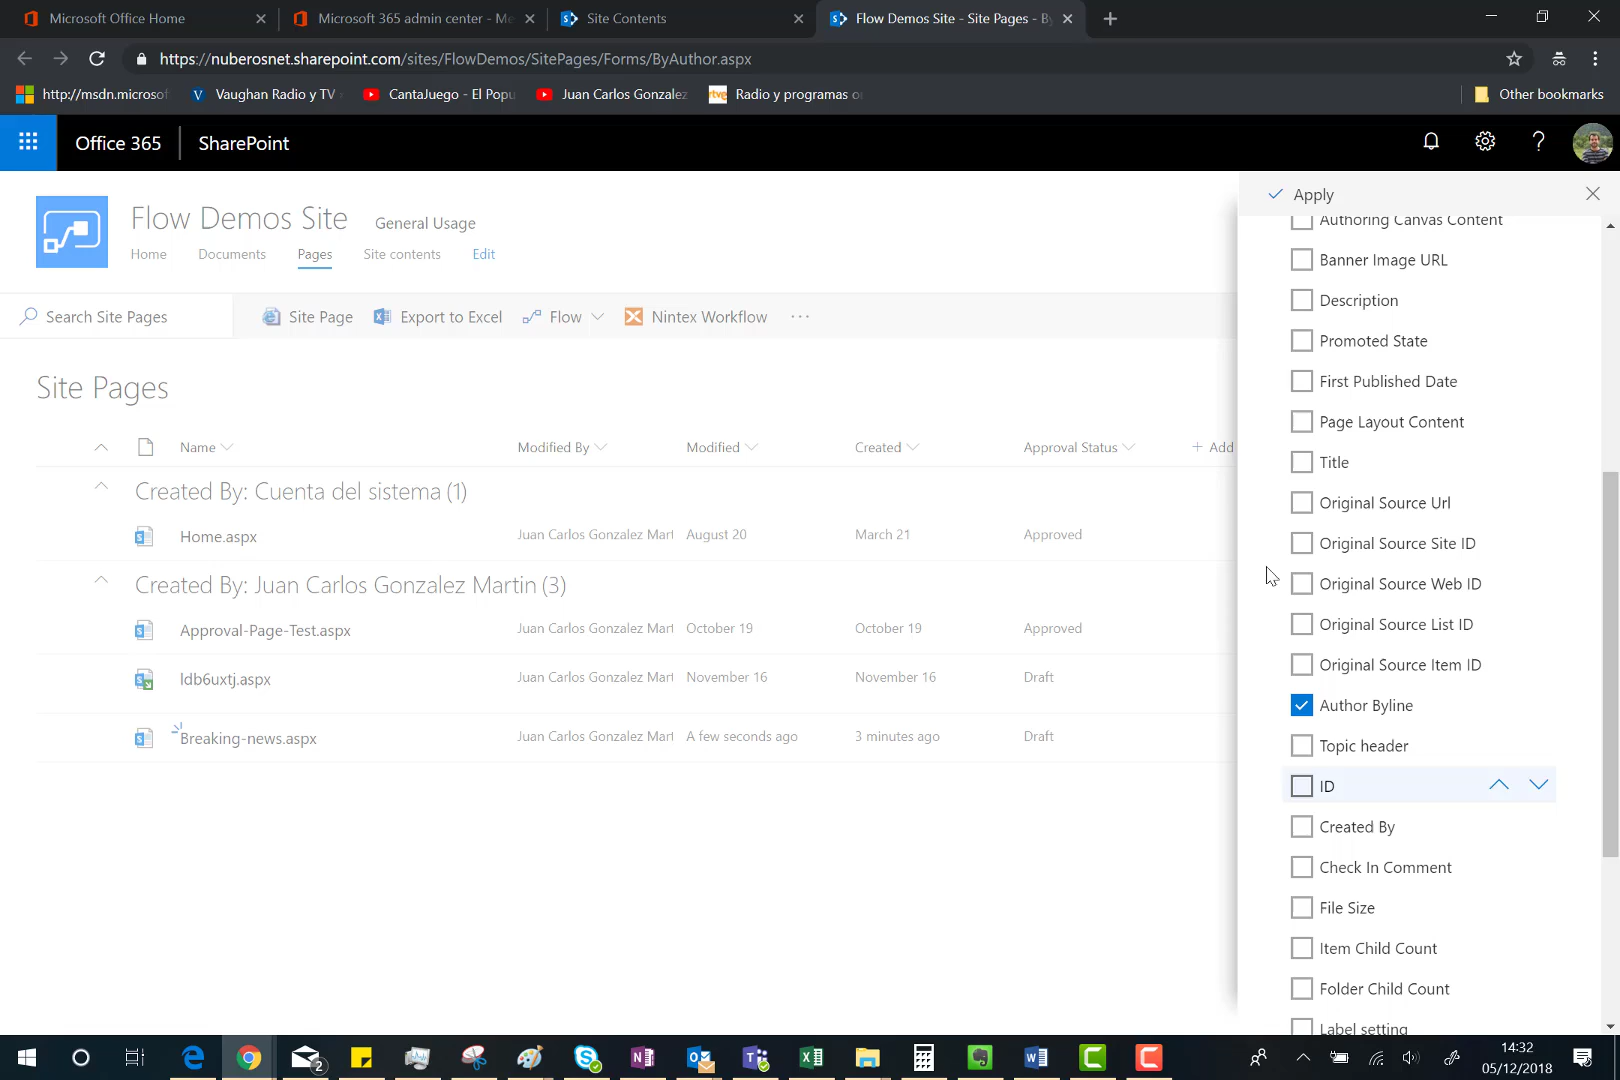 Microsoft Office Home
Microsoft 365 admin center - Me
Site Contents
Flow Demos Site - Site Pages - By
https://nuberosnet.sharepoint.com/sites/FlowDemos/SitePages/Forms/ByAuthor.aspx
http://msdn.microsof
Vaughan Radio y TV
CantaJuego - El Popu
Juan Carlos Gonzalez
rtve
Radio y programas o
Other bookmarks
Office 365
SharePoint
Flow Demos Site
General Usage
Home
Documents
Pages
Site contents
Edit
Search Site Pages
Site Page
Export to Excel
Flow
Nintex Workflow
Site Pages
Name
Modified By
Modified
Created
Approval Status
+ Add
Created By: Cuenta del sistema (1)
Home.aspx
Juan Carlos Gonzalez Mart
August 20
March 21
Approved
Created By: Juan Carlos Gonzalez Martin (3)
Approval-Page-Test.aspx
Juan Carlos Gonzalez Mart
October 19
October 19
Approved
ldb6uxtj.aspx
Juan Carlos Gonzalez Mart
November 16
November 16
Draft
Breaking-news.aspx
Juan Carlos Gonzalez Mart
A few seconds ago
3 minutes ago
Draft
Apply
Authoring Canvas Content
Banner Image URL
Description
Promoted State
First Published Date
Page Layout Content
Title
Original Source Url
Original Source Site ID
Original Source Web ID
Original Source List ID
Original Source Item ID
Author Byline
Topic header
ID
Created By
Check In Comment
File Size
Item Child Count
Folder Child Count
Label setting
2
14:32
05/12/2018